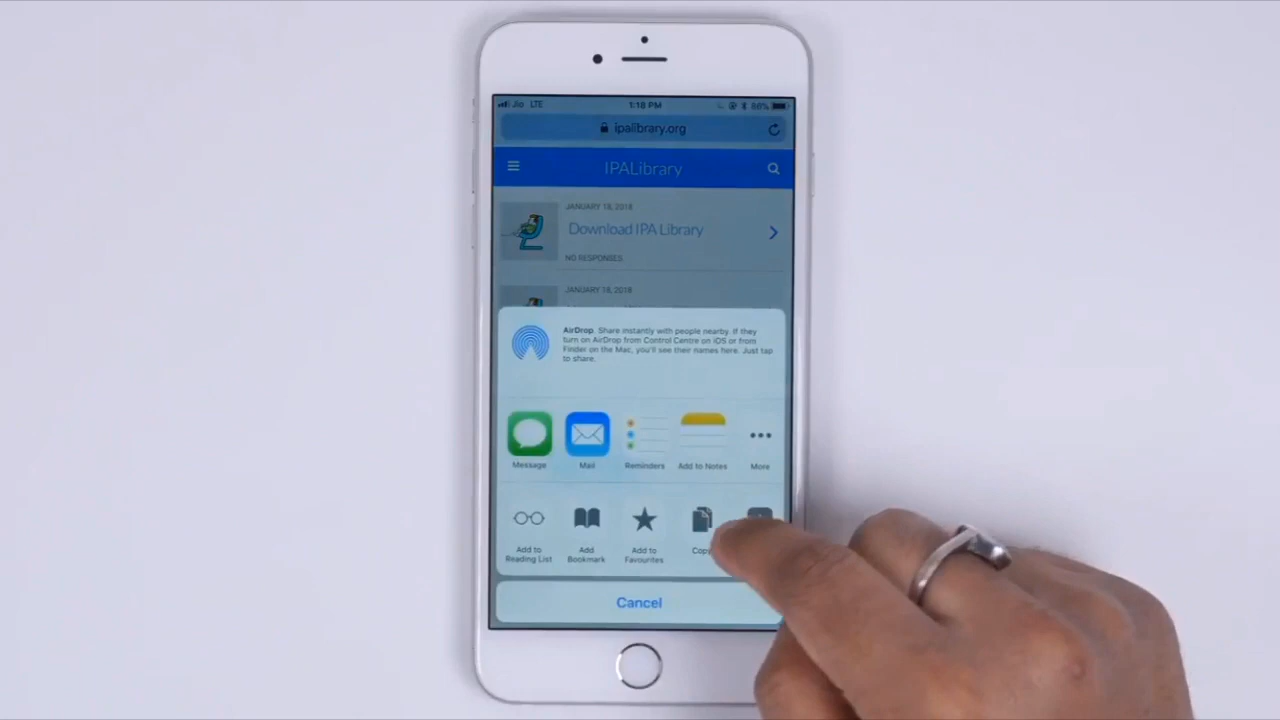 Jio LTE 1:18 PM 86%
ipalibrary.org
IPALibrary
JANUARY 18, 2018
Download IPA Library
NO RESPONSES
JANUARY 18, 2018
AirDrop. Share instantly with people nearby. If they
turn on AirDrop from Control Centre on iOS or from
Finder on the Mac, you'll see their names here. Just tap
to share.
Message Mail Reminders Add to Notes More
Add to
Reading List
Add
Bookmark
Add to
Favourites
Copy
Cancel